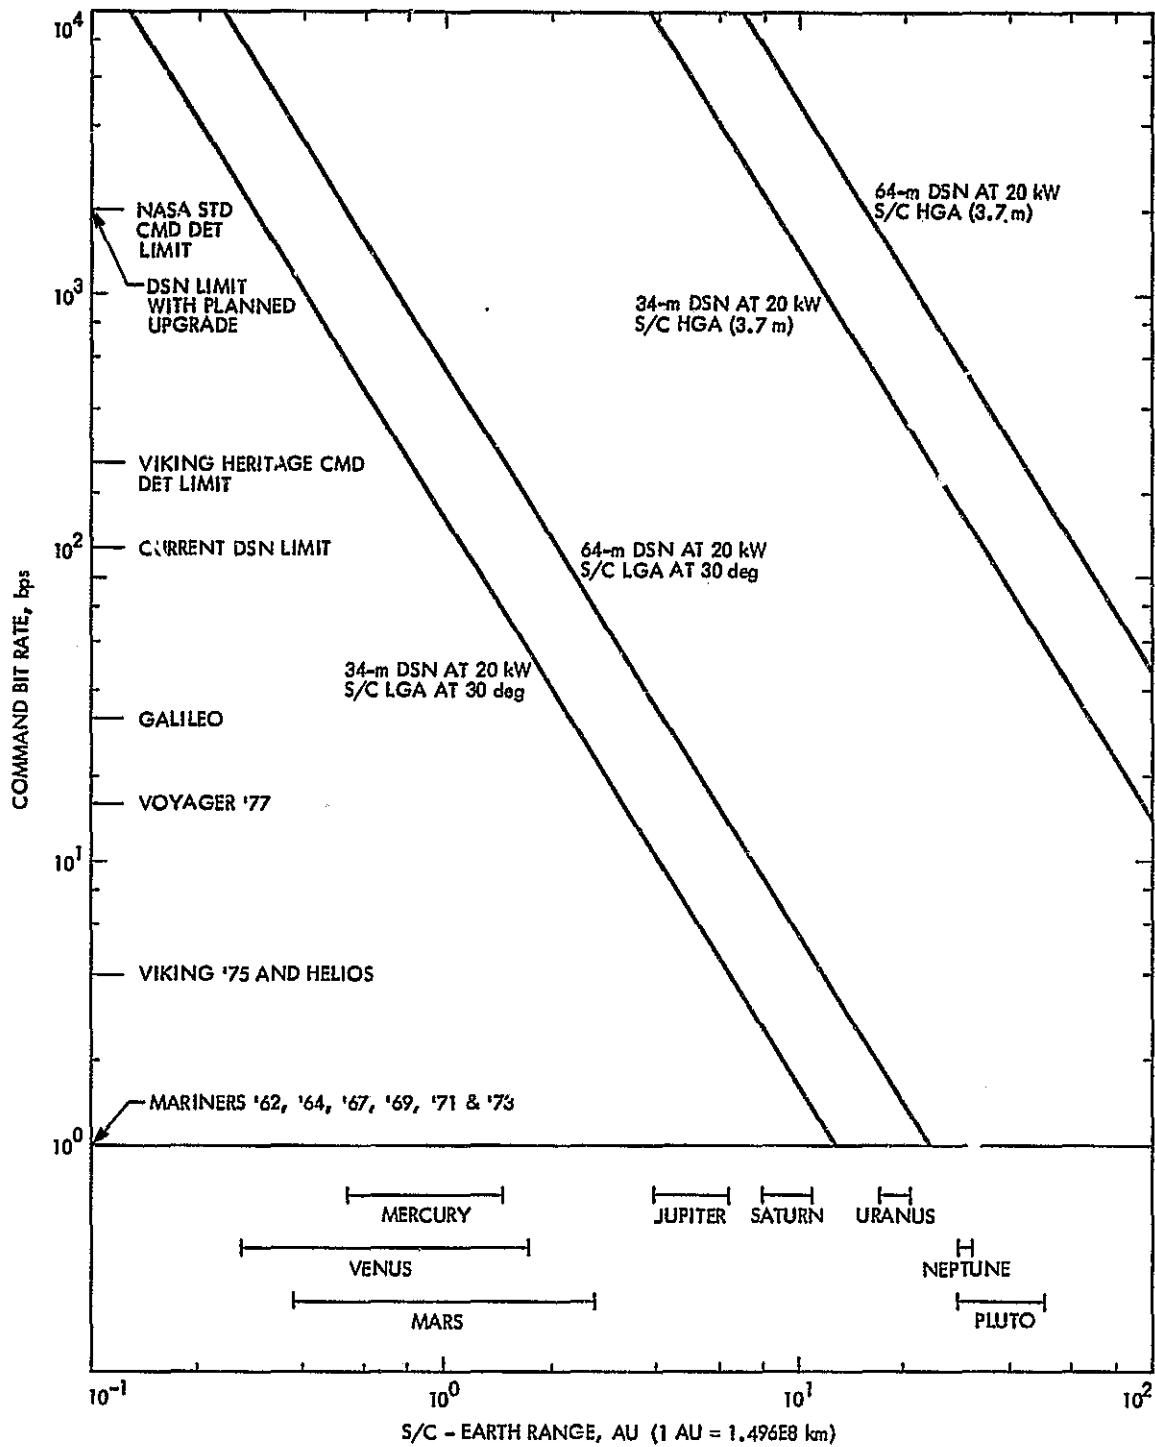 10^4
NASA STD
CMD DET
LIMIT
DSN LIMIT
WITH PLANNED
UPGRADE
10^3
VIKING HERITAGE CMD
DET LIMIT
10^2
CURRENT DSN LIMIT
GALILEO
VOYAGER '77
10^1
VIKING '75 AND HELIOS
MARINERS '62, '64, '67, '69, '71 & '73
10^0
COMMAND BIT RATE, bps
64-m DSN AT 20 kW
S/C HGA (3.7 m)
34-m DSN AT 20 kW
S/C HGA (3.7 m)
64-m DSN AT 20 kW
S/C LGA AT 30 deg
34-m DSN AT 20 kW
S/C LGA AT 30 deg
MERCURY
JUPITER
SATURN
URANUS
VENUS
NEPTUNE
MARS
PLUTO
10^-1
10^0
10^1
10^2
S/C - EARTH RANGE, AU (1 AU = 1.496E8 km)